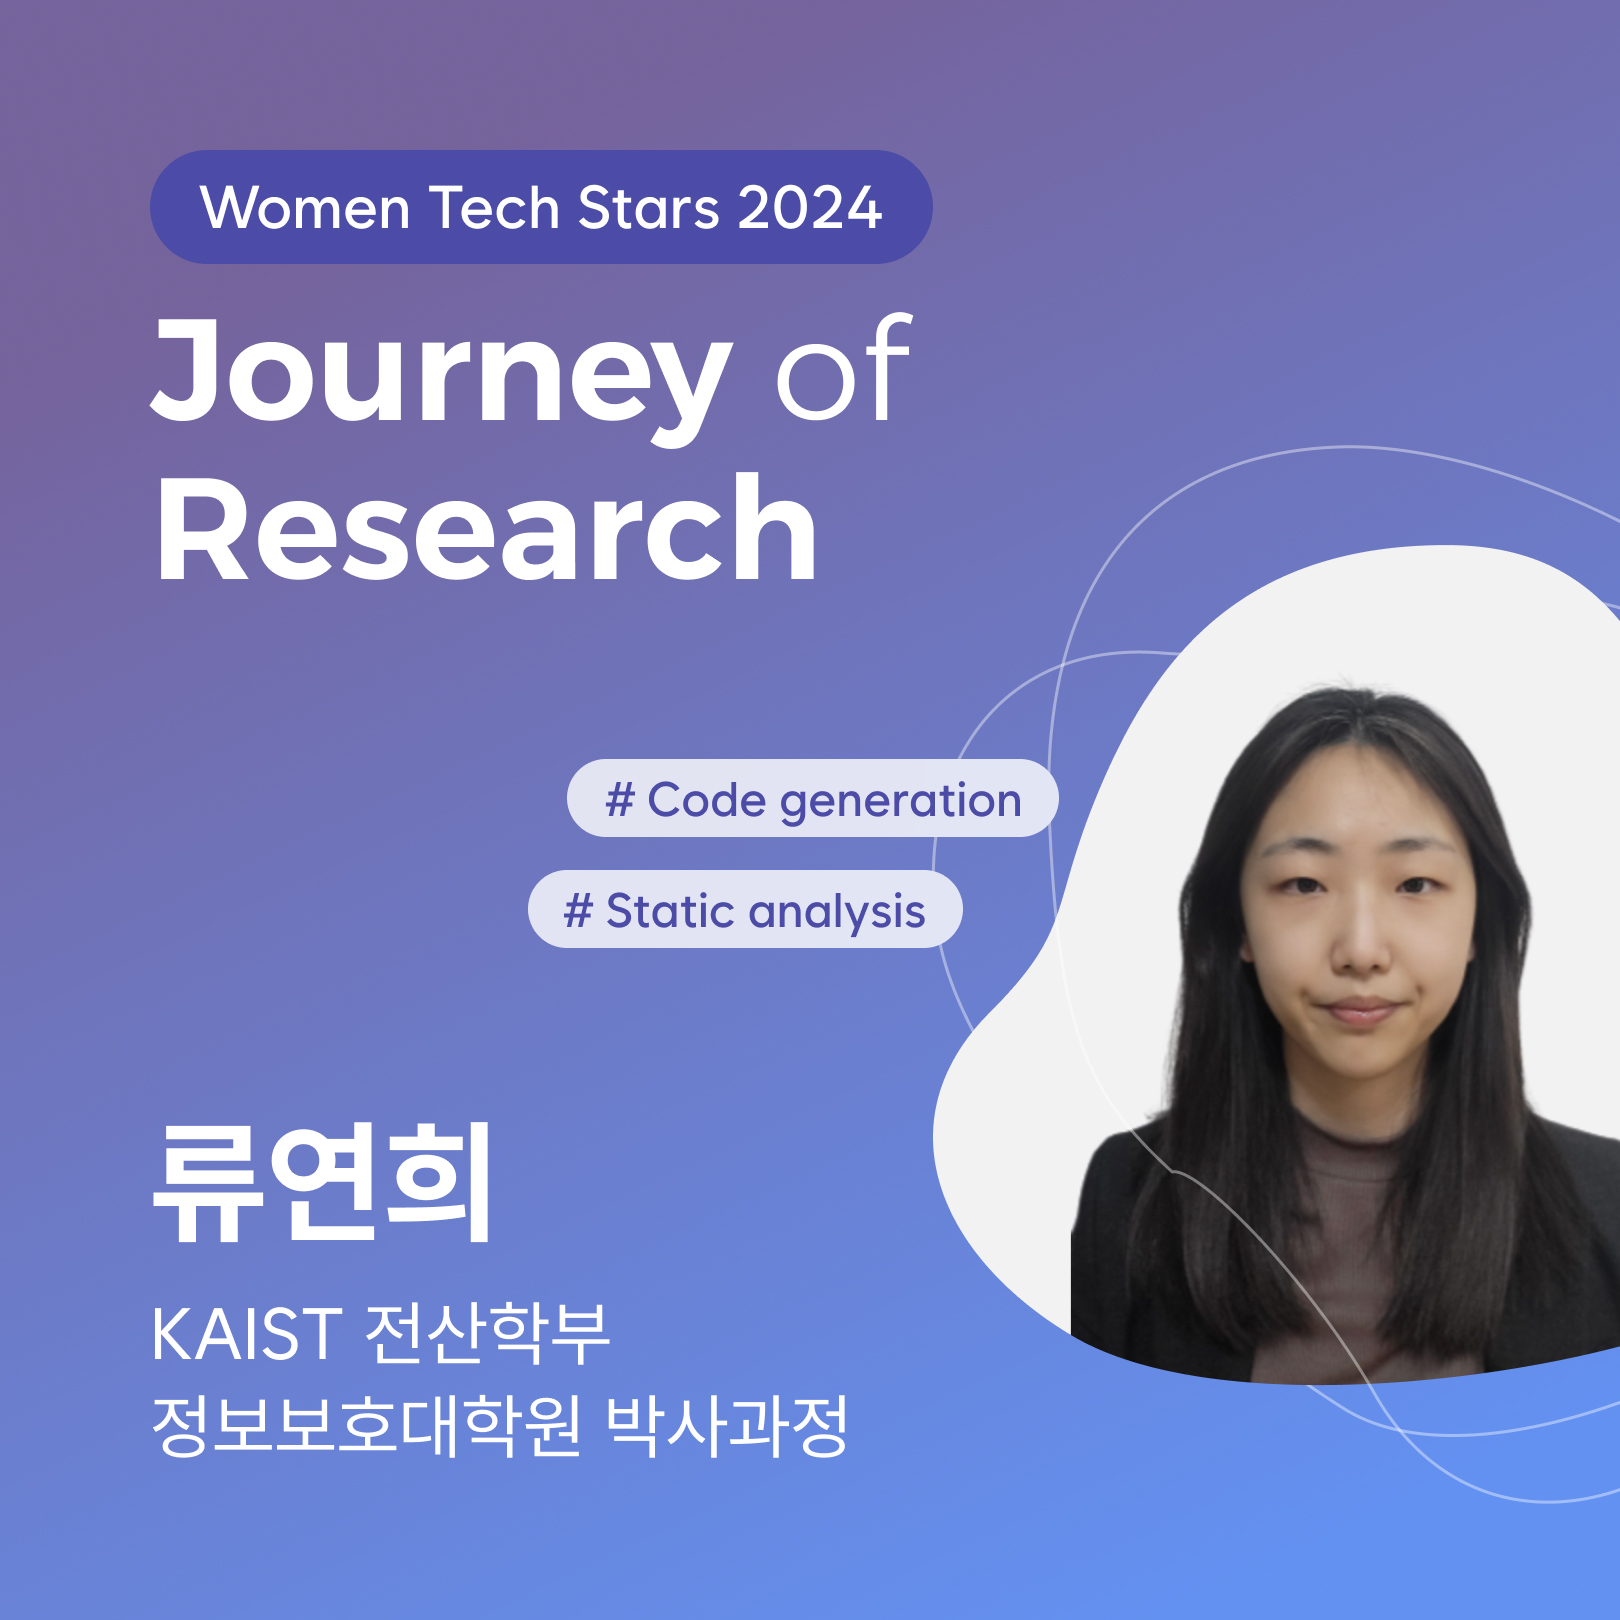 Women Tech Stars 2024
Journey of
Research
# Code generation
# Static analysis
류연희
KAIST 전산학부
정보보호대학원 박사과정